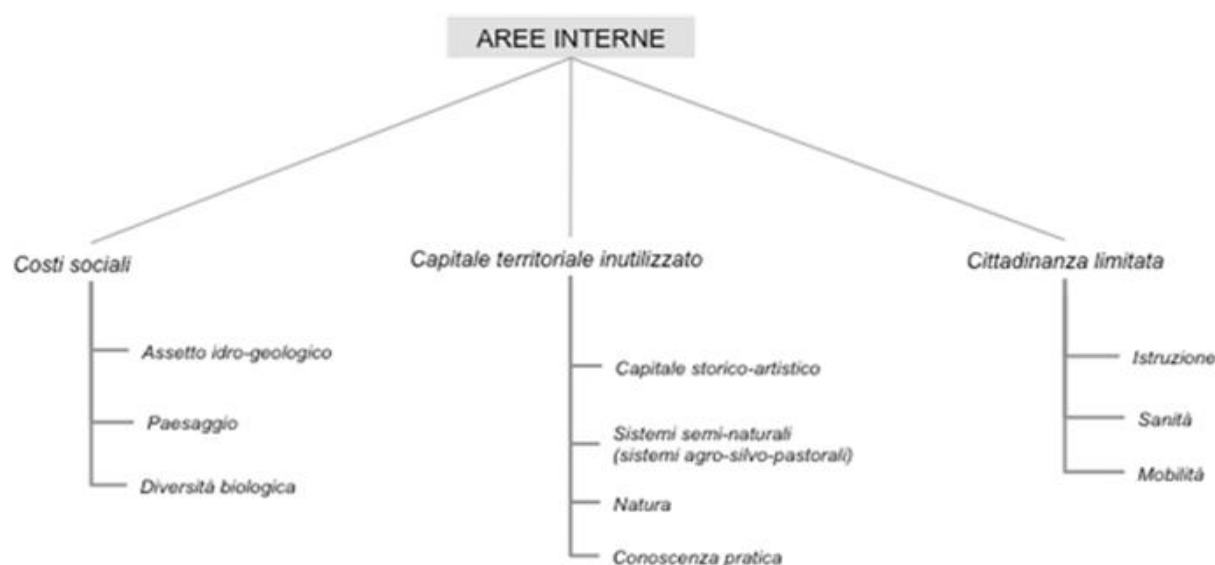 AREE INTERNE
Costi sociali
Assetto idro-geologico
Paesaggio
Diversità biologica
Capitale territoriale inutilizzato
Capitale storico-artistico
Sistemi semi-naturali
(sistemi agro-silvo-pastorali)
Natura
Conoscenza pratica
Cittadinanza limitata
Istruzione
Sanità
Mobilità